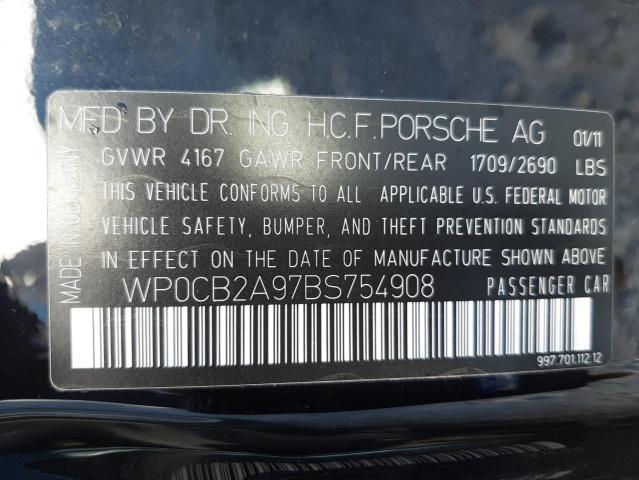 MFD BY DR. ING. H.C.F. PORSCHE AG 01/11
GVWR 4167 GAWR FRONT/REAR 1709/2690 LBS
THIS VEHICLE CONFORMS TO ALL APPLICABLE U.S. FEDERAL MOTOR
VEHICLE SAFETY, BUMPER, AND THEFT PREVENTION STANDARDS
IN EFFECT ON THE DATE OF MANUFACTURE SHOWN ABOVE
WP0CB2A97BS754908 PASSENGER CAR
997.701.112.12
MADE IN GERMANY